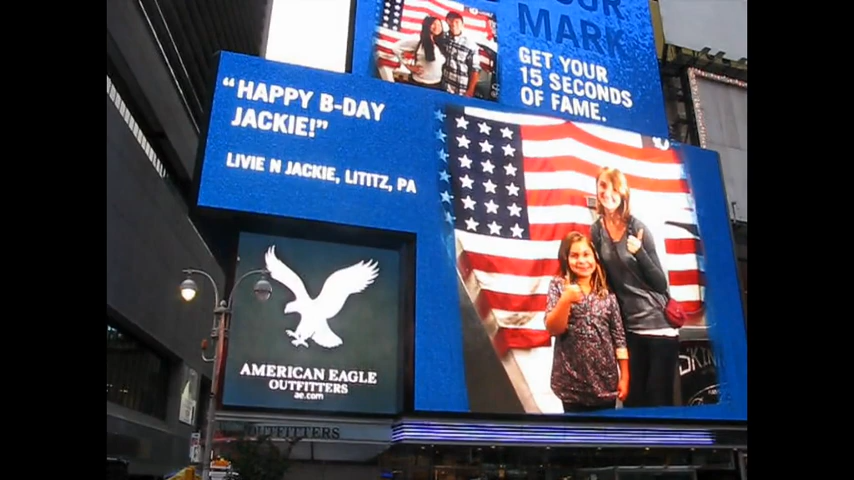 MARK
GET YOUR
15 SECONDS
OF FAME.
"HAPPY B-DAY
JACKIE!"
LIVIE N JACKIE, LITITZ, PA
AMERICAN EAGLE
OUTFITTERS
ae.com
OUTFITTERS